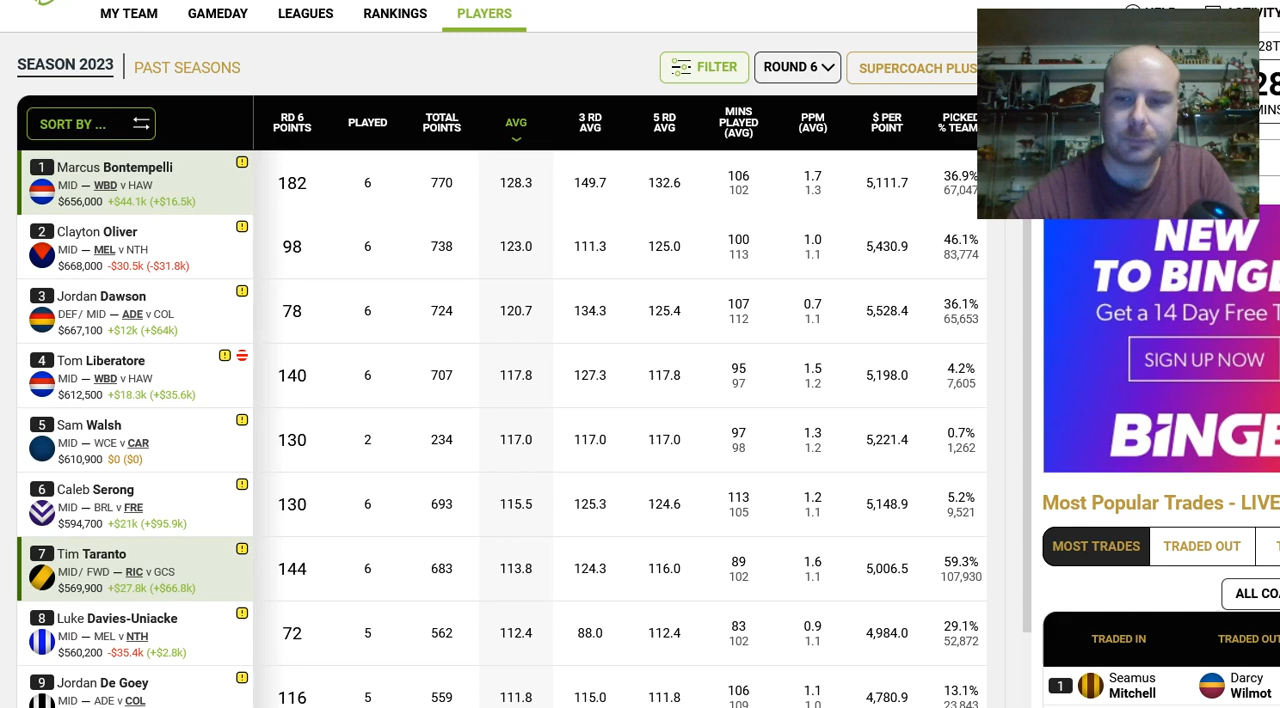 MY TEAM GAMEDAY LEAGUES RANKINGS PLAYERS
SEASON 2023 PAST SEASONS
FILTER ROUND 6 SUPERCOACH PLUS
SORT BY ... RD 6 POINTS PLAYED TOTAL POINTS AVG 3 RD AVG 5 RD AVG MINS PLAYED (AVG) PPM (AVG) $ PER POINT PICKED % TEAM
1 Marcus Bontempelli
MID — WBD v HAW
$656,000 +$44.1k (+$16.5k)
182 6 770 128.3 149.7 132.6 106 102 1.7 1.3 5,111.7 36.9% 67,047
2 Clayton Oliver
MID — MEL v NTH
$668,000 -$30.5k (-$31.8k)
98 6 738 123.0 111.3 125.0 100 113 1.0 1.1 5,430.9 46.1% 83,774
3 Jordan Dawson
DEF/ MID — ADE v COL
$667,100 +$12k (+$64k)
78 6 724 120.7 134.3 125.4 107 112 0.7 1.1 5,528.4 36.1% 65,653
4 Tom Liberatore
MID — WBD v HAW
$612,500 +$18.3k (+$35.6k)
140 6 707 117.8 127.3 117.8 95 97 1.5 1.2 5,198.0 4.2% 7,605
5 Sam Walsh
MID — WCE v CAR
$610,900 $0 ($0)
130 2 234 117.0 117.0 117.0 97 98 1.3 1.2 5,221.4 0.7% 1,262
6 Caleb Serong
MID — BRL v FRE
$594,700 +$21k (+$95.9k)
130 6 693 115.5 125.3 124.6 113 105 1.2 1.1 5,148.9 5.2% 9,521
7 Tim Taranto
MID/ FWD — RIC v GCS
$569,900 +$27.8k (+$66.8k)
144 6 683 113.8 124.3 116.0 89 102 1.6 1.1 5,006.5 59.3% 107,930
8 Luke Davies-Uniacke
MID — MEL v NTH
$560,200 -$35.4k (+$2.8k)
72 5 562 112.4 88.0 112.4 83 102 0.9 1.1 4,984.0 29.1% 52,872
9 Jordan De Goey
MID — ADE v COL
116 5 559 111.8 115.0 111.8 106 109 1.1 1.0 4,780.9 13.1% 23,843
NEW
TO BINGE
Get a 14 Day Free T
SIGN UP NOW
BINGE
Most Popular Trades - LIVE
MOST TRADES TRADED OUT
ALL CO
TRADED IN TRADED OUT
1 Seamus Mitchell Darcy Wilmot